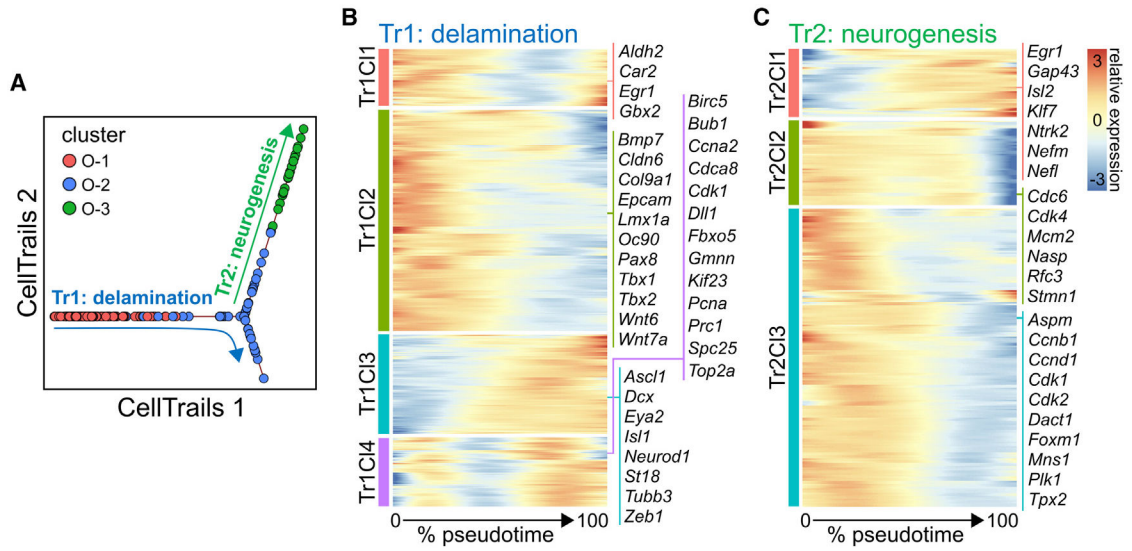 A
cluster
O-1
O-2
O-3
Tr2: neurogenesis
Tr1: delamination
CellTrails 2
CellTrails 1
B
Tr1: delamination
Tr1Cl1
Tr1Cl2
Tr1Cl3
Tr1Cl4
0
100
% pseudotime
Aldh2
Car2
Egr1
Gbx2
Bmp7
Cldn6
Col9a1
Epcam
Lmx1a
Oc90
Pax8
Tbx1
Tbx2
Wnt6
Wnt7a
Ascl1
Dcx
Eya2
Isl1
Neurod1
St18
Tubb3
Zeb1
Birc5
Bub1
Ccna2
Cdca8
Cdk1
Dll1
Fbxo5
Gmnn
Kif23
Pcna
Prc1
Spc25
Top2a
C
Tr2: neurogenesis
Tr2Cl1
Tr2Cl2
Tr2Cl3
0
100
% pseudotime
Egr1
Gap43
Isl2
Klf7
Ntrk2
Nefm
Nefl
Cdc6
Cdk4
Mcm2
Nasp
Rfc3
Stmn1
Aspm
Ccnb1
Ccnd1
Cdk1
Cdk2
Dact1
Foxm1
Mns1
Plk1
Tpx2
3
0
-3
relative expression